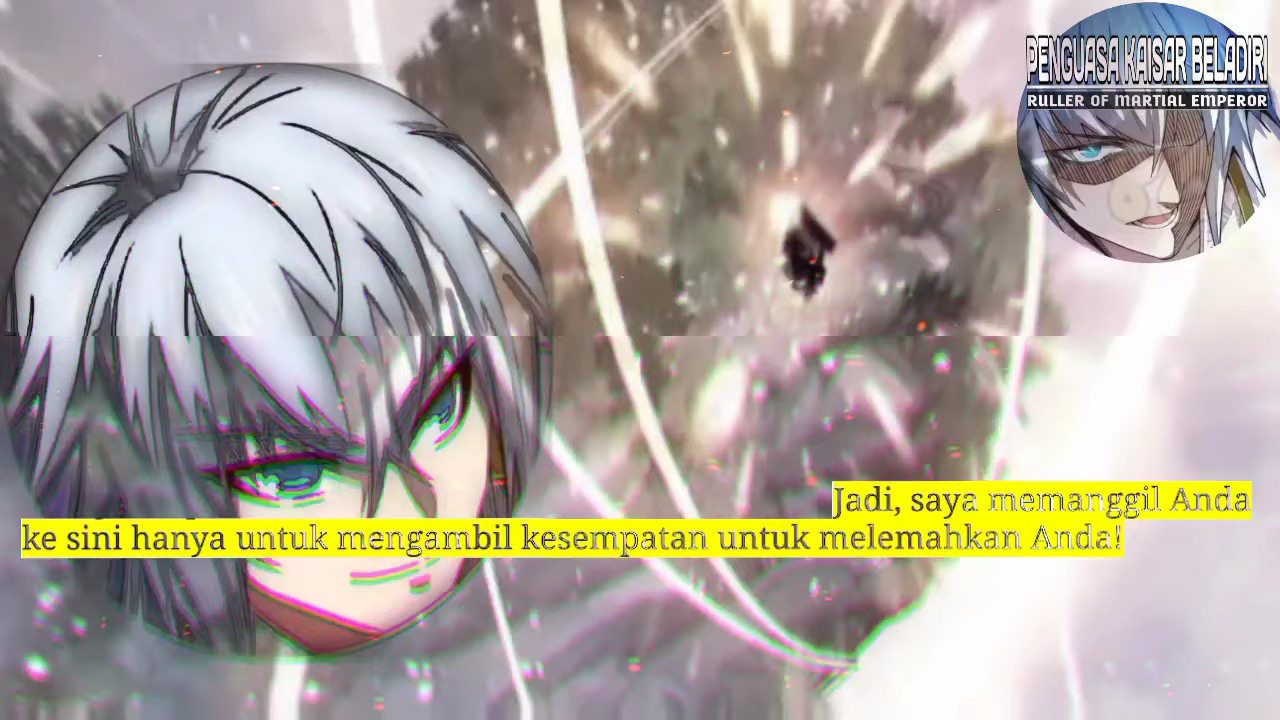 PENGUASA KAISAR BELADIRI
RULLER OF MARTIAL EMPEROR
Jadi, saya memanggil Anda
ke sini hanya untuk mengambil kesempatan untuk melemahkan Anda!